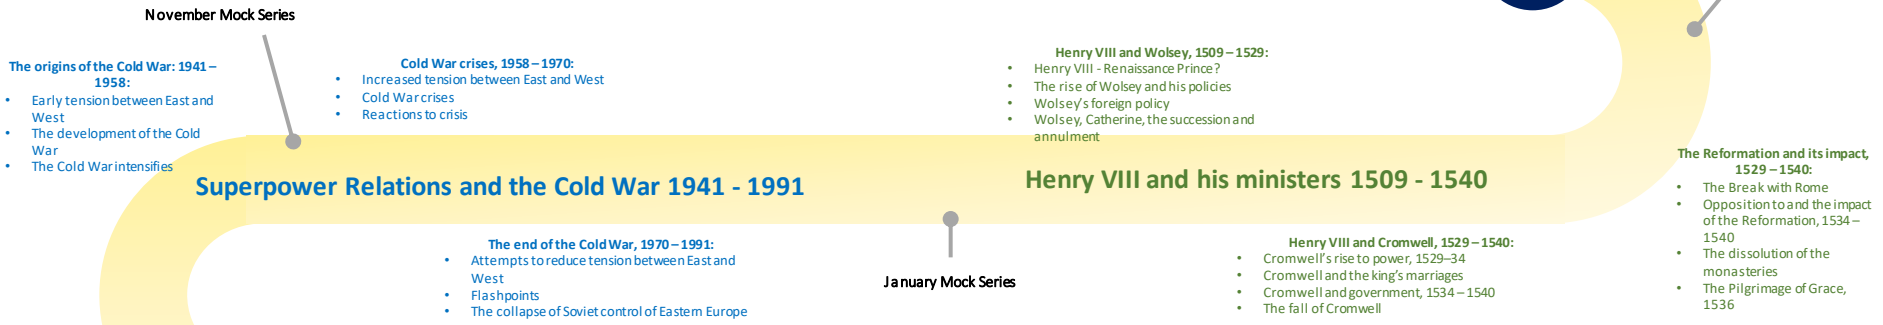 November Mock Series
The origins of the Cold War: 1941 –
1958:
• Early tension between East and
West
• The development of the Cold
War
• The Cold War intensifies
Cold War crises, 1958 – 1970:
• Increased tension between East and West
• Cold War crises
• Reactions to crisis
Henry VIII and Wolsey, 1509 – 1529:
• Henry VIII - Renaissance Prince?
• The rise of Wolsey and his policies
• Wolsey's foreign policy
• Wolsey, Catherine, the succession and
annulment
Superpower Relations and the Cold War 1941 - 1991
Henry VIII and his ministers 1509 - 1540
The Reformation and its impact,
1529 – 1540:
• The Break with Rome
• Opposition to and the impact
of the Reformation, 1534 –
1540
• The dissolution of the
monasteries
• The Pilgrimage of Grace,
1536
The end of the Cold War, 1970 – 1991:
• Attempts to reduce tension between East and
West
• Flashpoints
• The collapse of Soviet control of Eastern Europe
January Mock Series
Henry VIII and Cromwell, 1529 – 1540:
• Cromwell's rise to power, 1529–34
• Cromwell and the king's marriages
• Cromwell and government, 1534 – 1540
• The fall of Cromwell